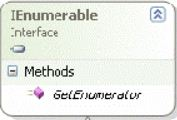 IEnumerable
Interface
Methods
GetEnumerator